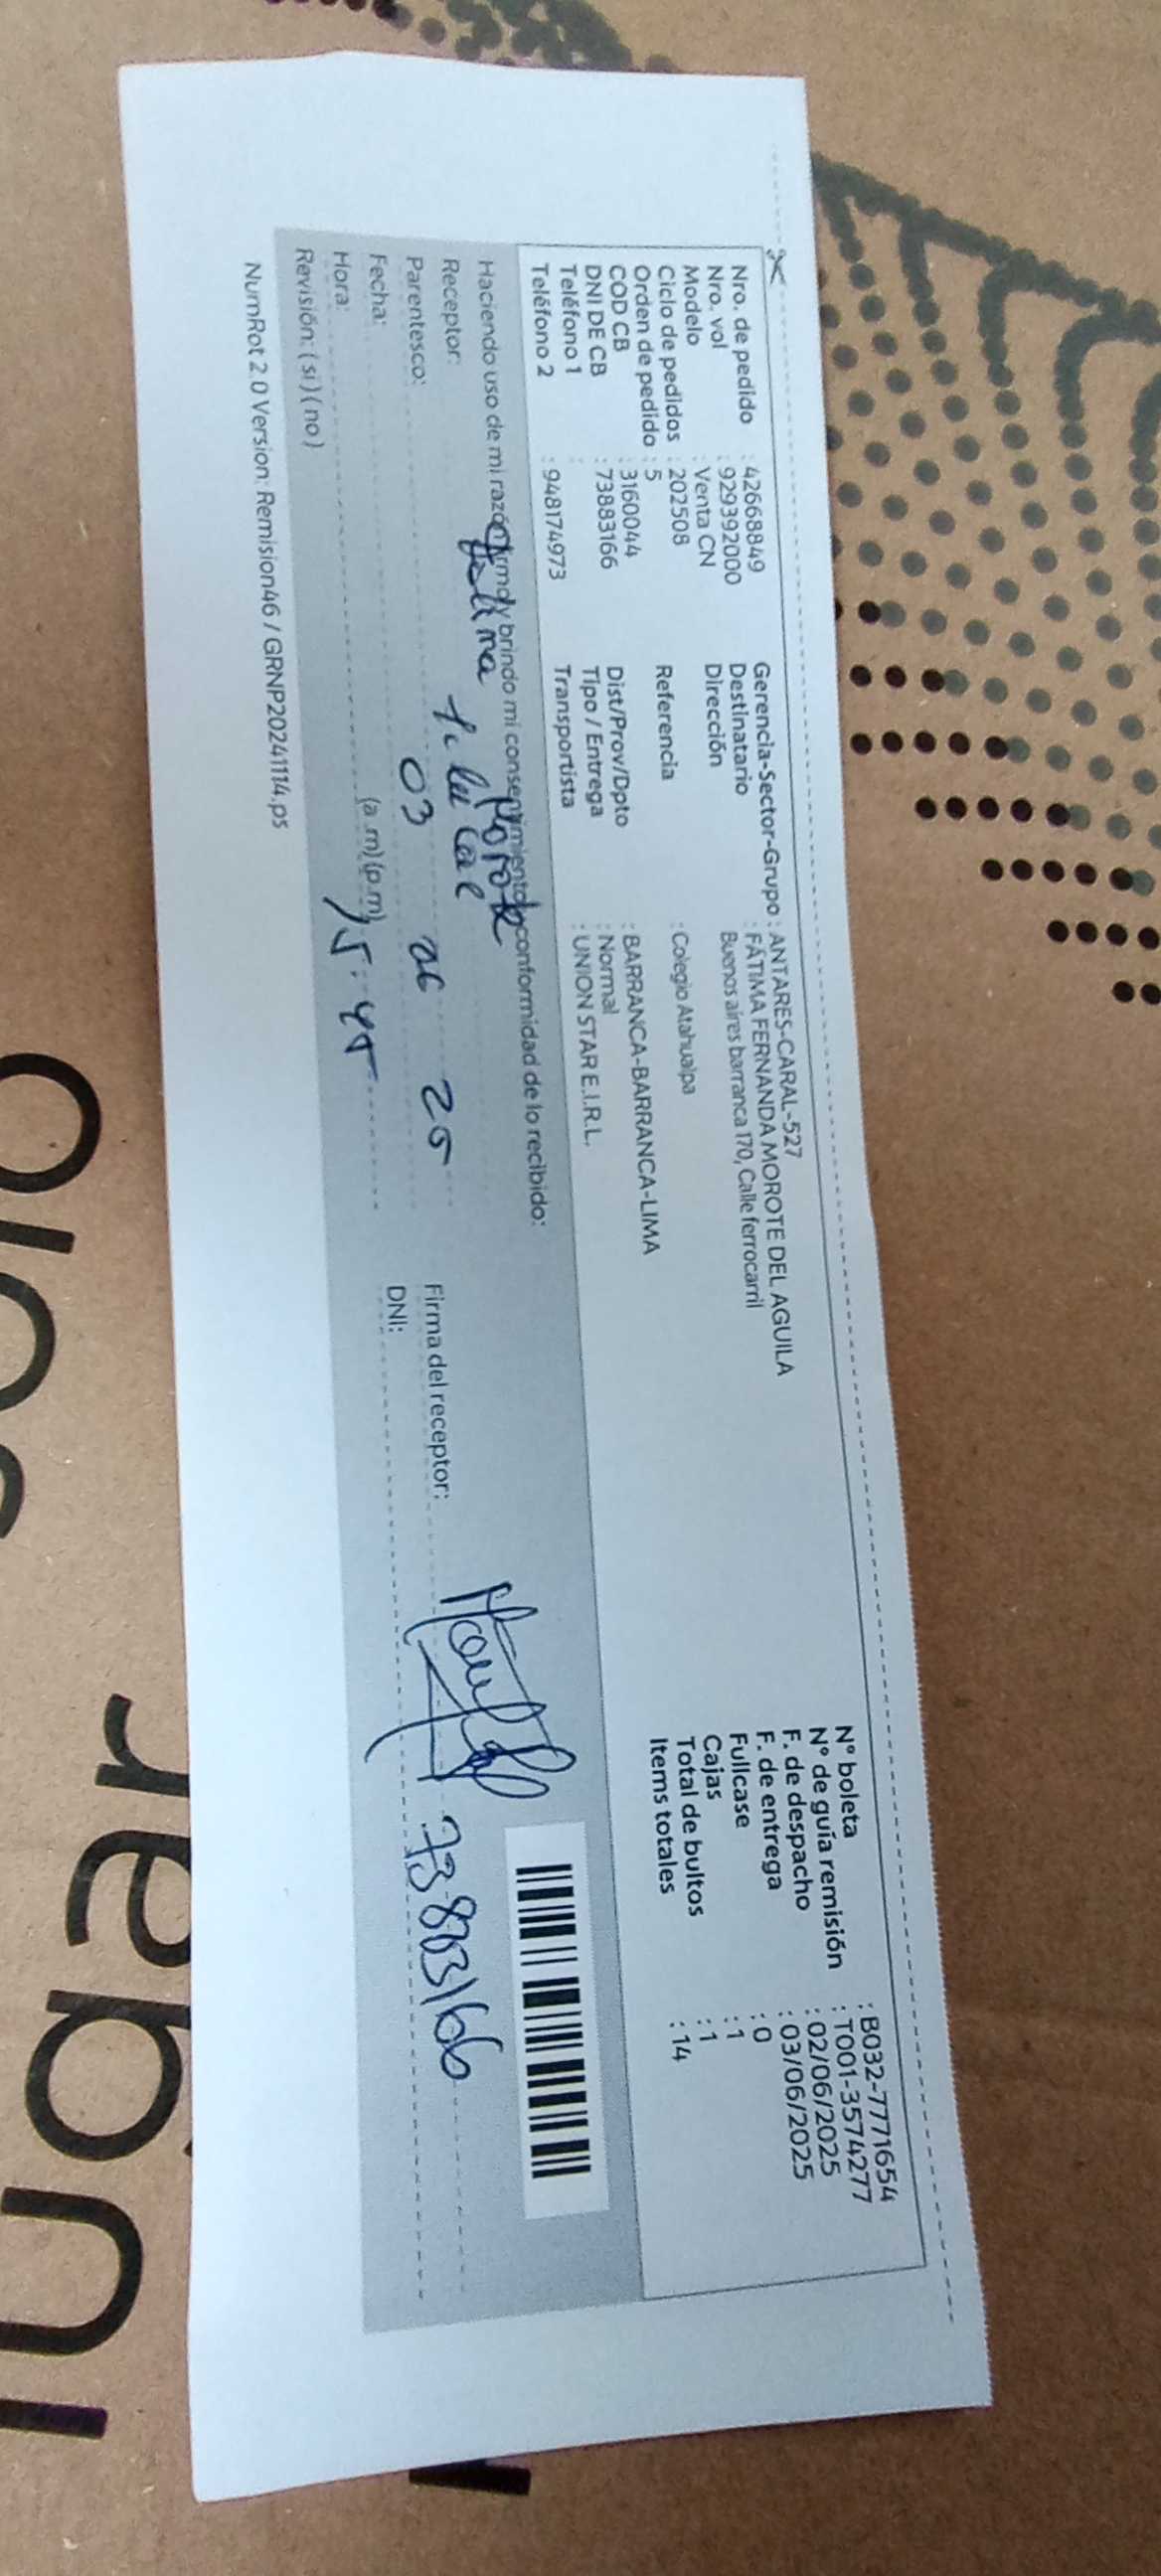 Nro. de pedido : 42668849
Nro. vol : 929392000
Modelo : Venta CN
Ciclo de pedidos : 202508
Orden de pedido : 5
COD CB : 3160044
DNI DE CB : 73883166
Teléfono 1 :
Teléfono 2 : 948174973
Gerencia-Sector-Grupo : ANTARES-CARAL-527
Destinatario : FÁTIMA FERNANDA MOROTE DEL AGUILA
Dirección : Buenos aires barranca 170, Calle ferrocarril
Referencia : Colegio Atahualpa
Dist/Prov/Dpto : BARRANCA-BARRANCA-LIMA
Tipo / Entrega : Normal
Transportista : UNION STAR E.I.R.L.
N° boleta : B032-7771654
N° de guía remisión : T001-3574277
F. de despacho : 02/06/2025
F. de entrega : 03/06/2025
Fullcase : 0
Cajas : 1
Total de bultos : 1
Items totales : 14
Haciendo uso de mi razón firmo y brindo mi consentimiento y conformidad de lo recibido:
Receptor: Fatima Morote
Parentesco: Titular
Fecha: 03 06 25
Hora: (a.m) (p.m) 15:45
Revisión: ( si ) ( no )
Firma del receptor:
DNI: 73883166
NumRot 2.0 Version: Remision46 / GRNP20241114.ps
lugar